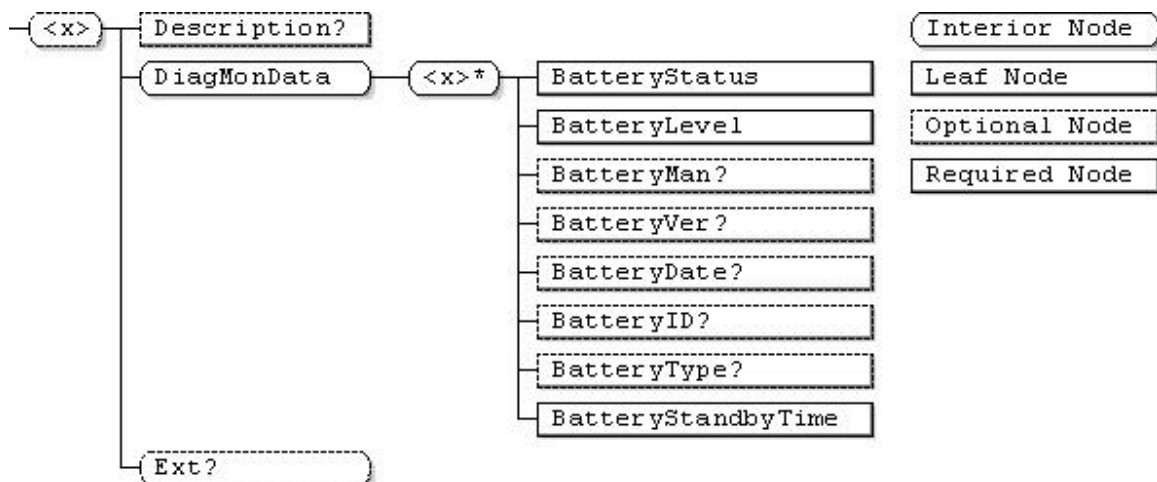 <x>
Description?
DiagMonData
<x>*
BatteryStatus
BatteryLevel
BatteryMan?
BatteryVer?
BatteryDate?
BatteryID?
BatteryType?
BatteryStandbyTime
Ext?
Interior Node
Leaf Node
Optional Node
Required Node